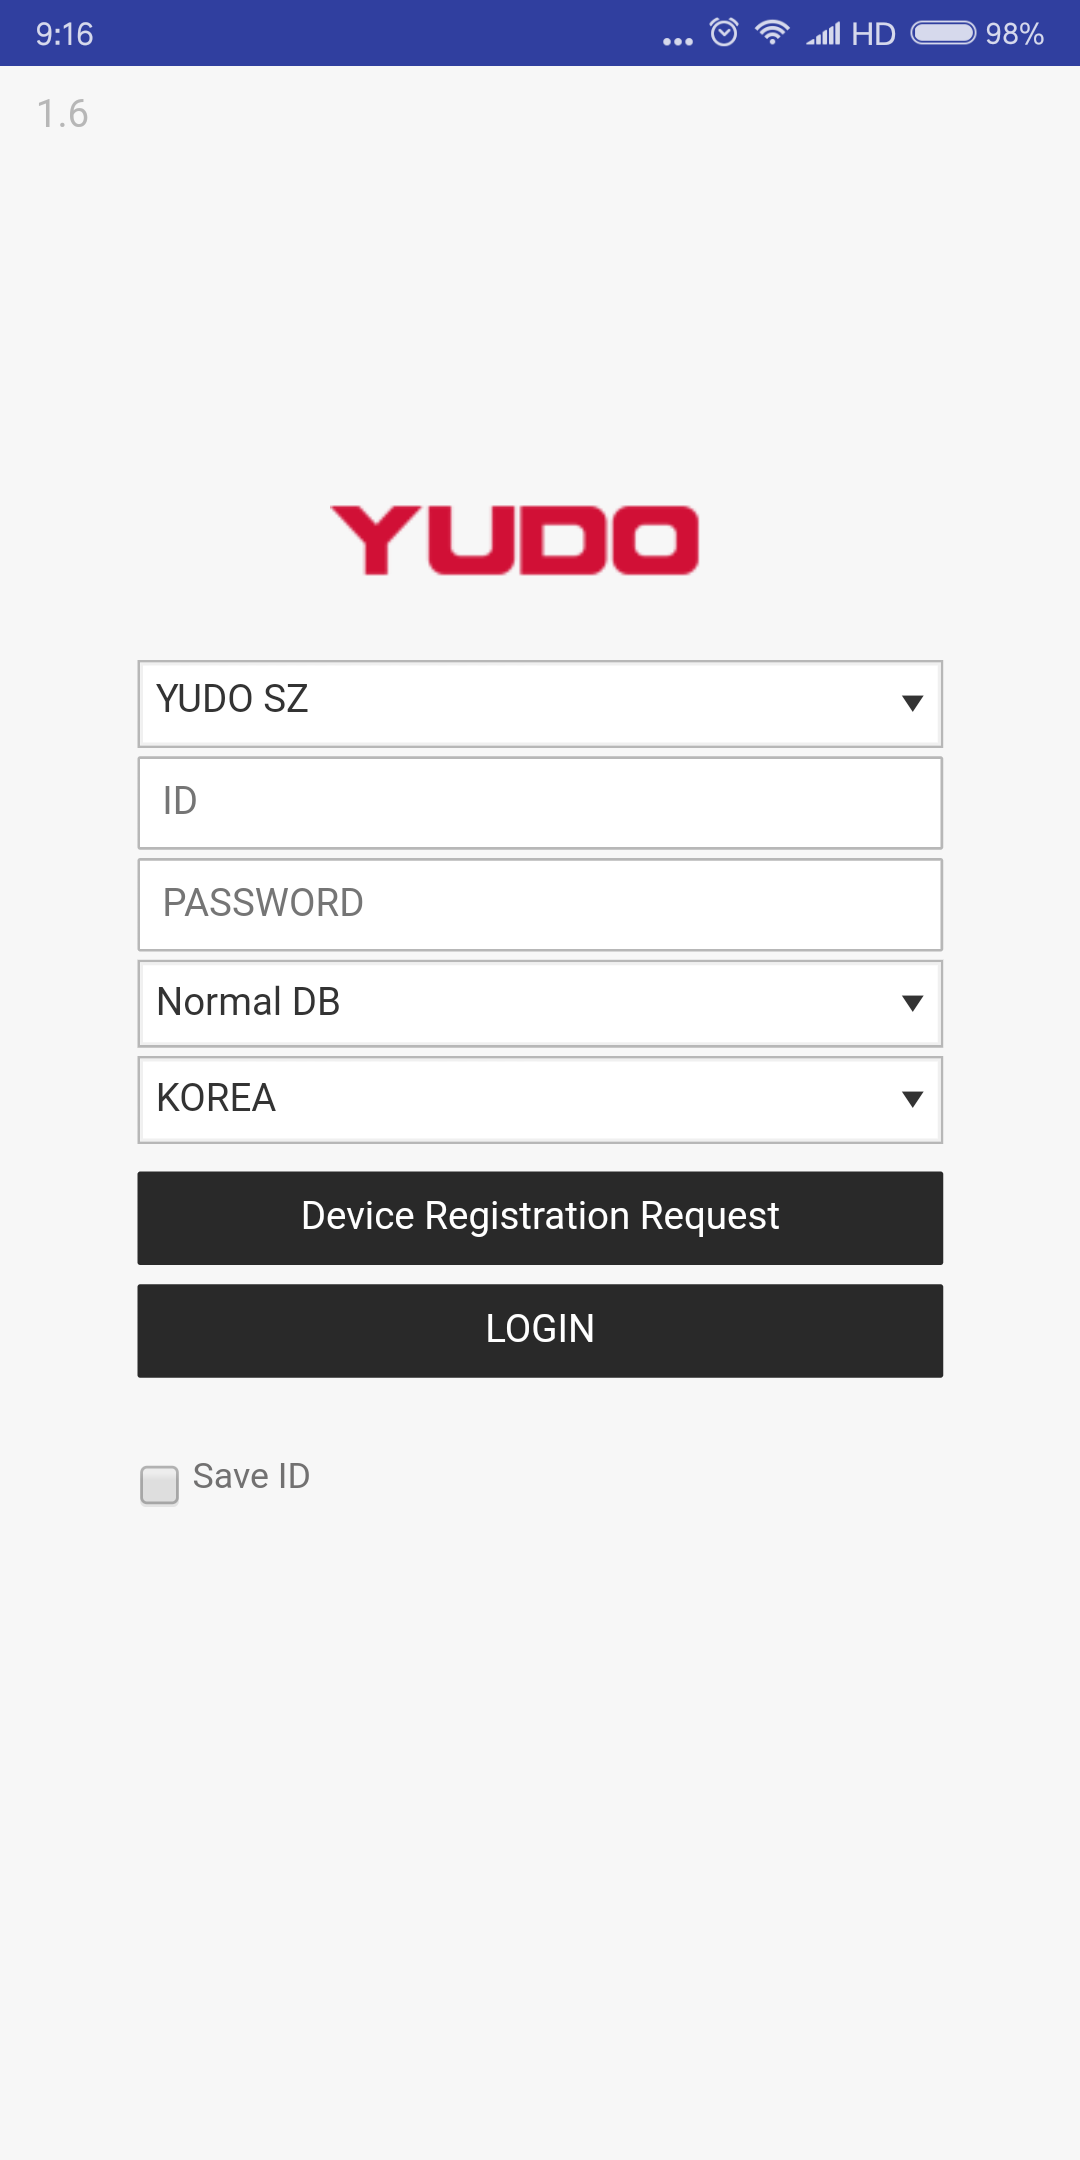 9:16
... HD 98%
1.6
YUDO
YUDO SZ
ID
PASSWORD
Normal DB
KOREA
Device Registration Request
LOGIN
Save ID